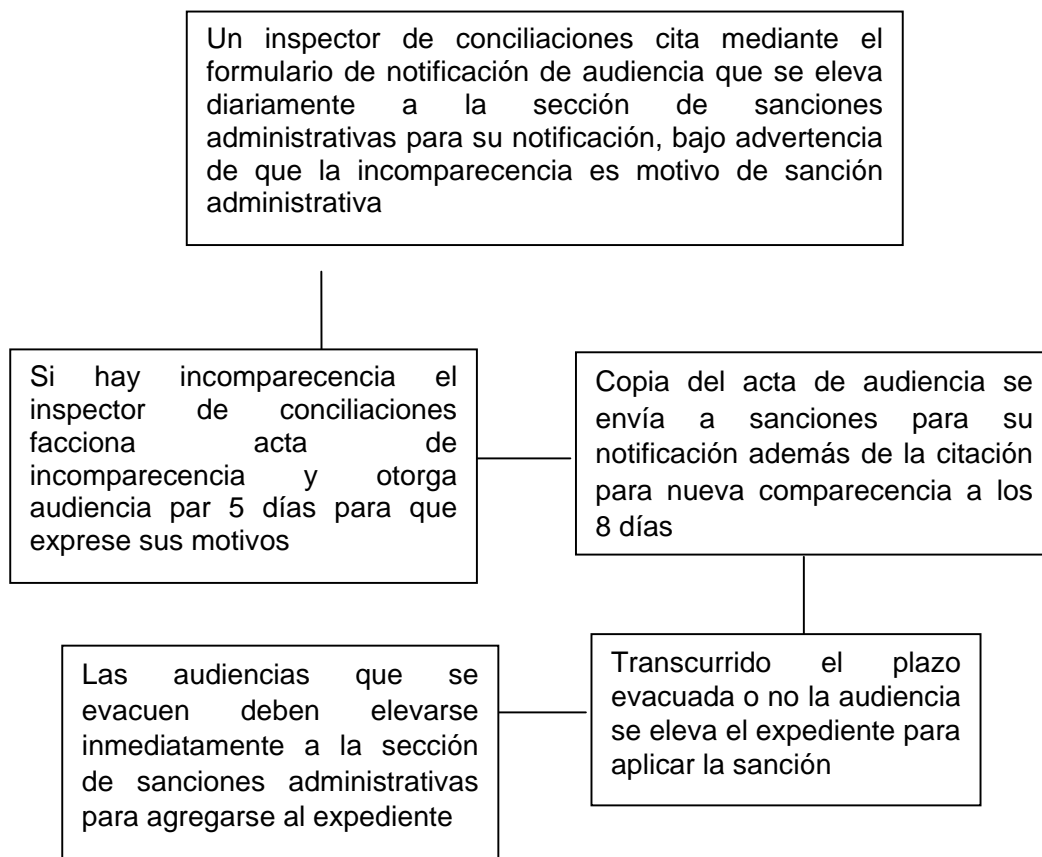 Un inspector de conciliaciones cita mediante el
formulario de notificación de audiencia que se eleva
diariamente a la sección de sanciones
administrativas para su notificación, bajo advertencia
de que la incomparecencia es motivo de sanción
administrativa
Si hay incomparecencia el
inspector de conciliaciones
facciona acta de
incomparecencia y otorga
audiencia par 5 días para que
exprese sus motivos
Copia del acta de audiencia se
envía a sanciones para su
notificación además de la citación
para nueva comparecencia a los
8 días
Transcurrido el plazo
evacuada o no la audiencia
se eleva el expediente para
aplicar la sanción
Las audiencias que se
evacuen deben elevarse
inmediatamente a la sección
de sanciones administrativas
para agregarse al expediente